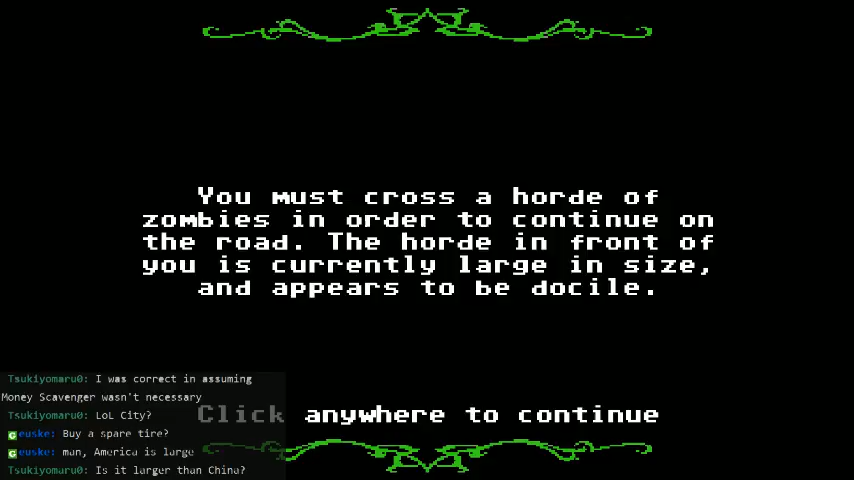 You must cross a horde of
zombies in order to continue on
the road. The horde in front of
you is currently large in size,
and appears to be docile.
Tsukiyomaru0: I was correct in assuming
Money Scavenger wasn't necessary
Tsukiyomaru0: LoL City?
euske: Buy a spare tire?
euske: man, America is large
Tsukiyomaru0: Is it larger than China?
Click anywhere to continue